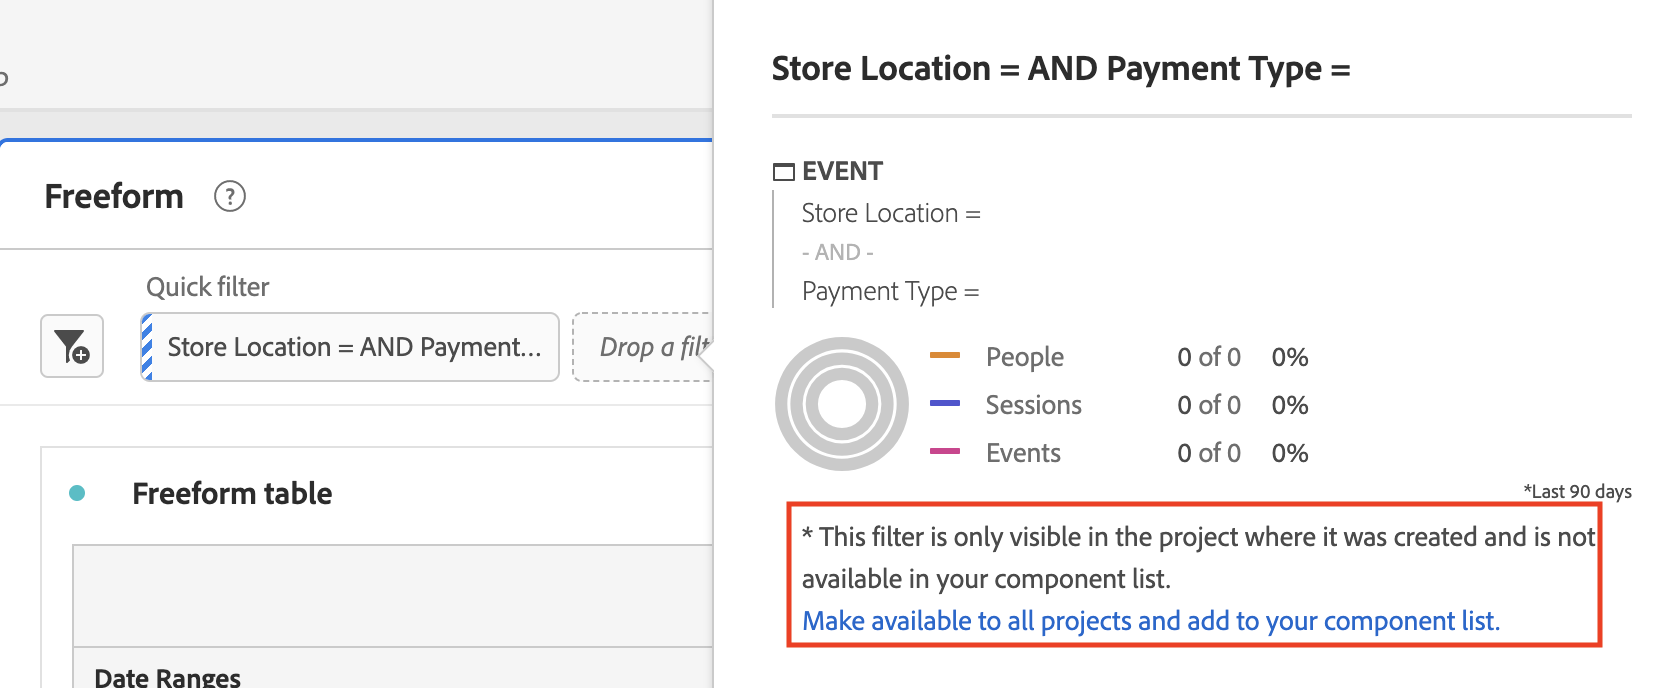 Freeform ?
Quick filter
Store Location = AND Payment...
Drop a filt
Freeform table
Date Ranges
Store Location = AND Payment Type =
EVENT
Store Location =
- AND -
Payment Type =
People 0 of 0 0%
Sessions 0 of 0 0%
Events 0 of 0 0%
*Last 90 days
* This filter is only visible in the project where it was created and is not
available in your component list.
Make available to all projects and add to your component list.